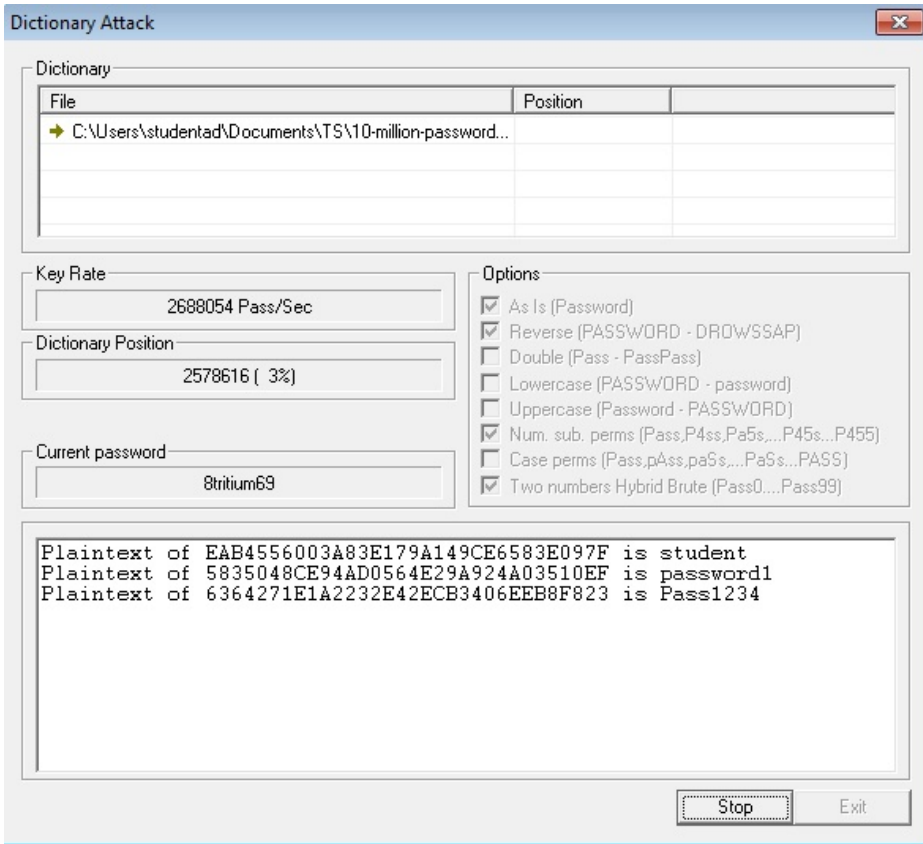 Dictionary Attack
Dictionary
File Position
C:\Users\studentad\Documents\TS\10-million-password...
Key Rate
2688054 Pass/Sec
Dictionary Position
2578616 ( 3%)
Current password
8tritium69
Options
As Is (Password)
Reverse (PASSWORD - DROWSSAP)
Double (Pass - PassPass)
Lowercase (PASSWORD - password)
Uppercase (Password - PASSWORD)
Num. sub. perms (Pass,P4ss,Pa5s,...P45s...P455)
Case perms (Pass,pAss,paSs,...PaSs...PASS)
Two numbers Hybrid Brute (Pass0....Pass99)
Plaintext of EAB4556003A83E179A149CE6583E097F is student
Plaintext of 5835048CE94AD0564E29A924A03510EF is password1
Plaintext of 6364271E1A2232E42ECB3406EEB8F823 is Pass1234
Stop Exit